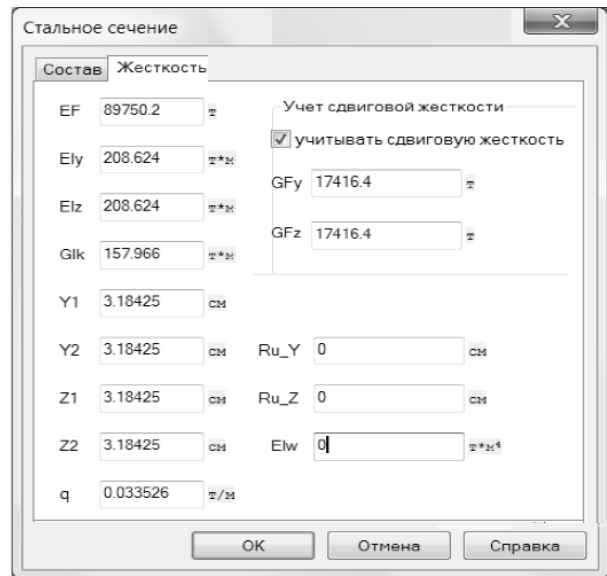 Стальное сечение
Состав Жесткость
EF 89750.2 т
EIy 208.624 т*м
EIz 208.624 т*м
GIk 157.966 т*м
Y1 3.18425 см
Y2 3.18425 см
Z1 3.18425 см
Z2 3.18425 см
q 0.033526 т/м
Учет сдвиговой жесткости
учитывать сдвиговую жесткость
GFy 17416.4 т
GFz 17416.4 т
Ru_Y 0 см
Ru_Z 0 см
EIw 0 т*м⁴
OK Отмена Справка